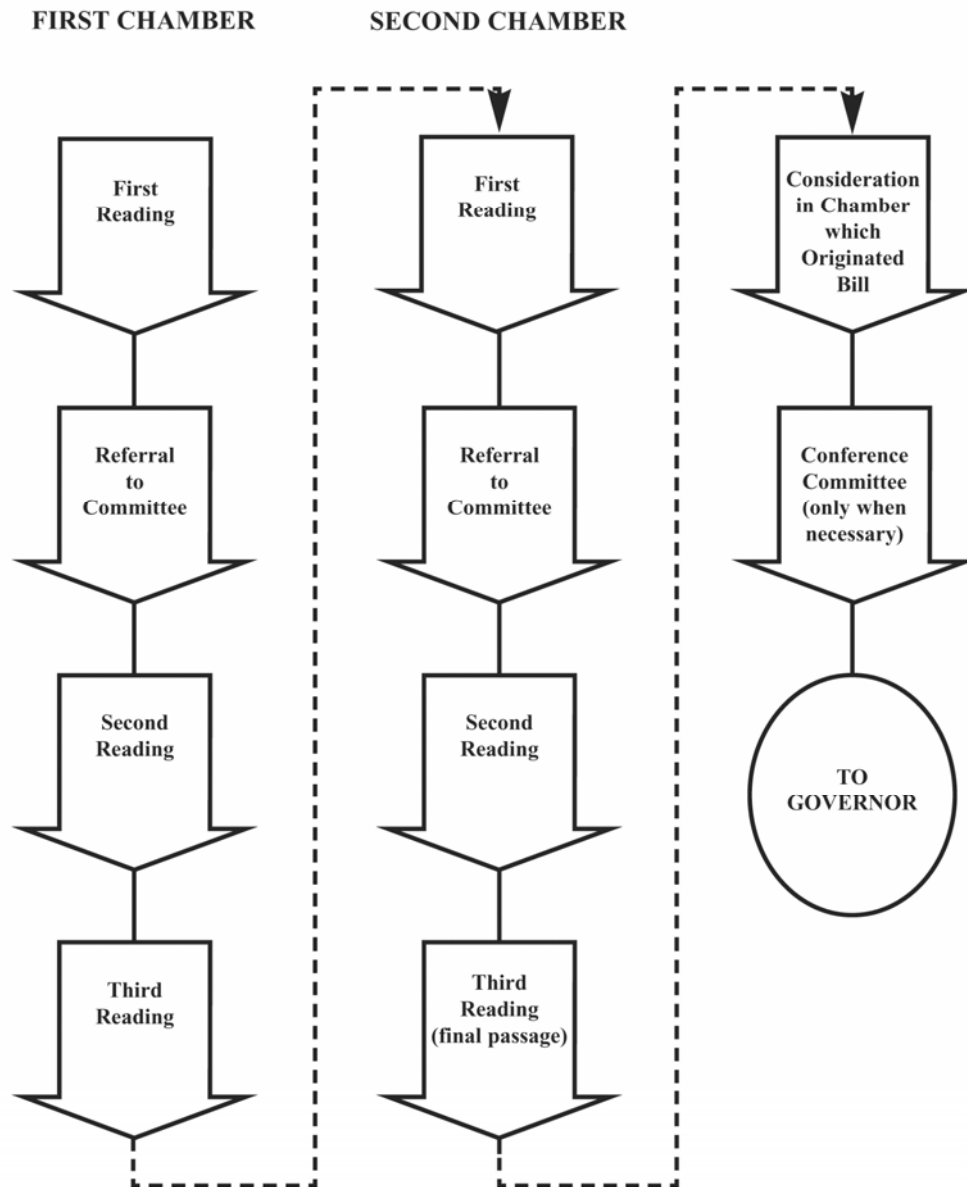 FIRST CHAMBER
First
Reading
Referral
to
Committee
Second
Reading
Third
Reading
SECOND CHAMBER
First
Reading
Referral
to
Committee
Second
Reading
Third
Reading
(final passage)
Consideration
in Chamber
which
Originated
Bill
Conference
Committee
(only when
necessary)
TO
GOVERNOR